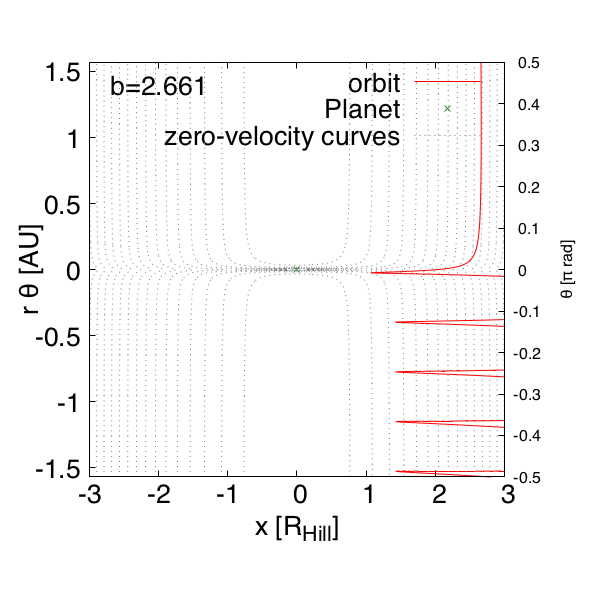 b=2.661
orbit
Planet
zero-velocity curves
1.5
1
0.5
0
-0.5
-1
-1.5
r θ [AU]
0.5
0.4
0.3
0.2
0.1
0
-0.1
-0.2
-0.3
-0.4
-0.5
θ [π rad]
-3 -2 -1 0 1 2 3
x [RHill]